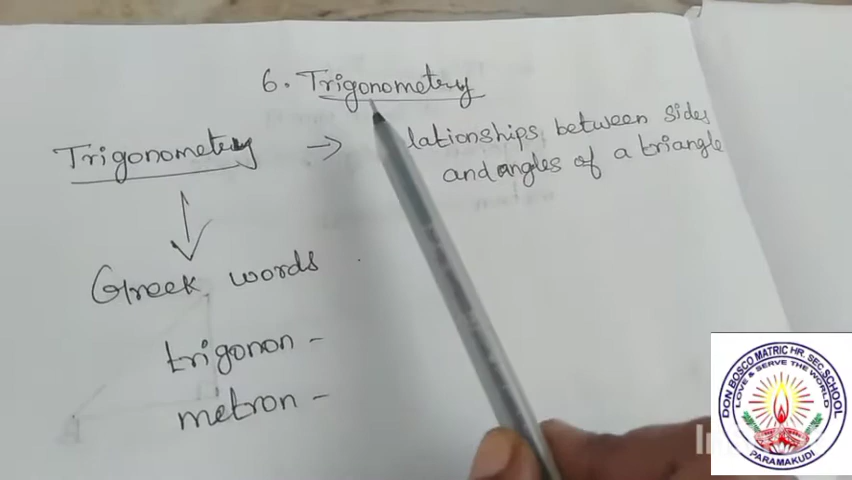 6. Trigonometry
Trigonometry → lationships between sides
and angles of a triangle
Greek words
trigonon -
metron -
DON BOSCO MATRIC HR. SEC. SCHOOL
LOVE & SERVE THE WORLD
PARAMAKUDI